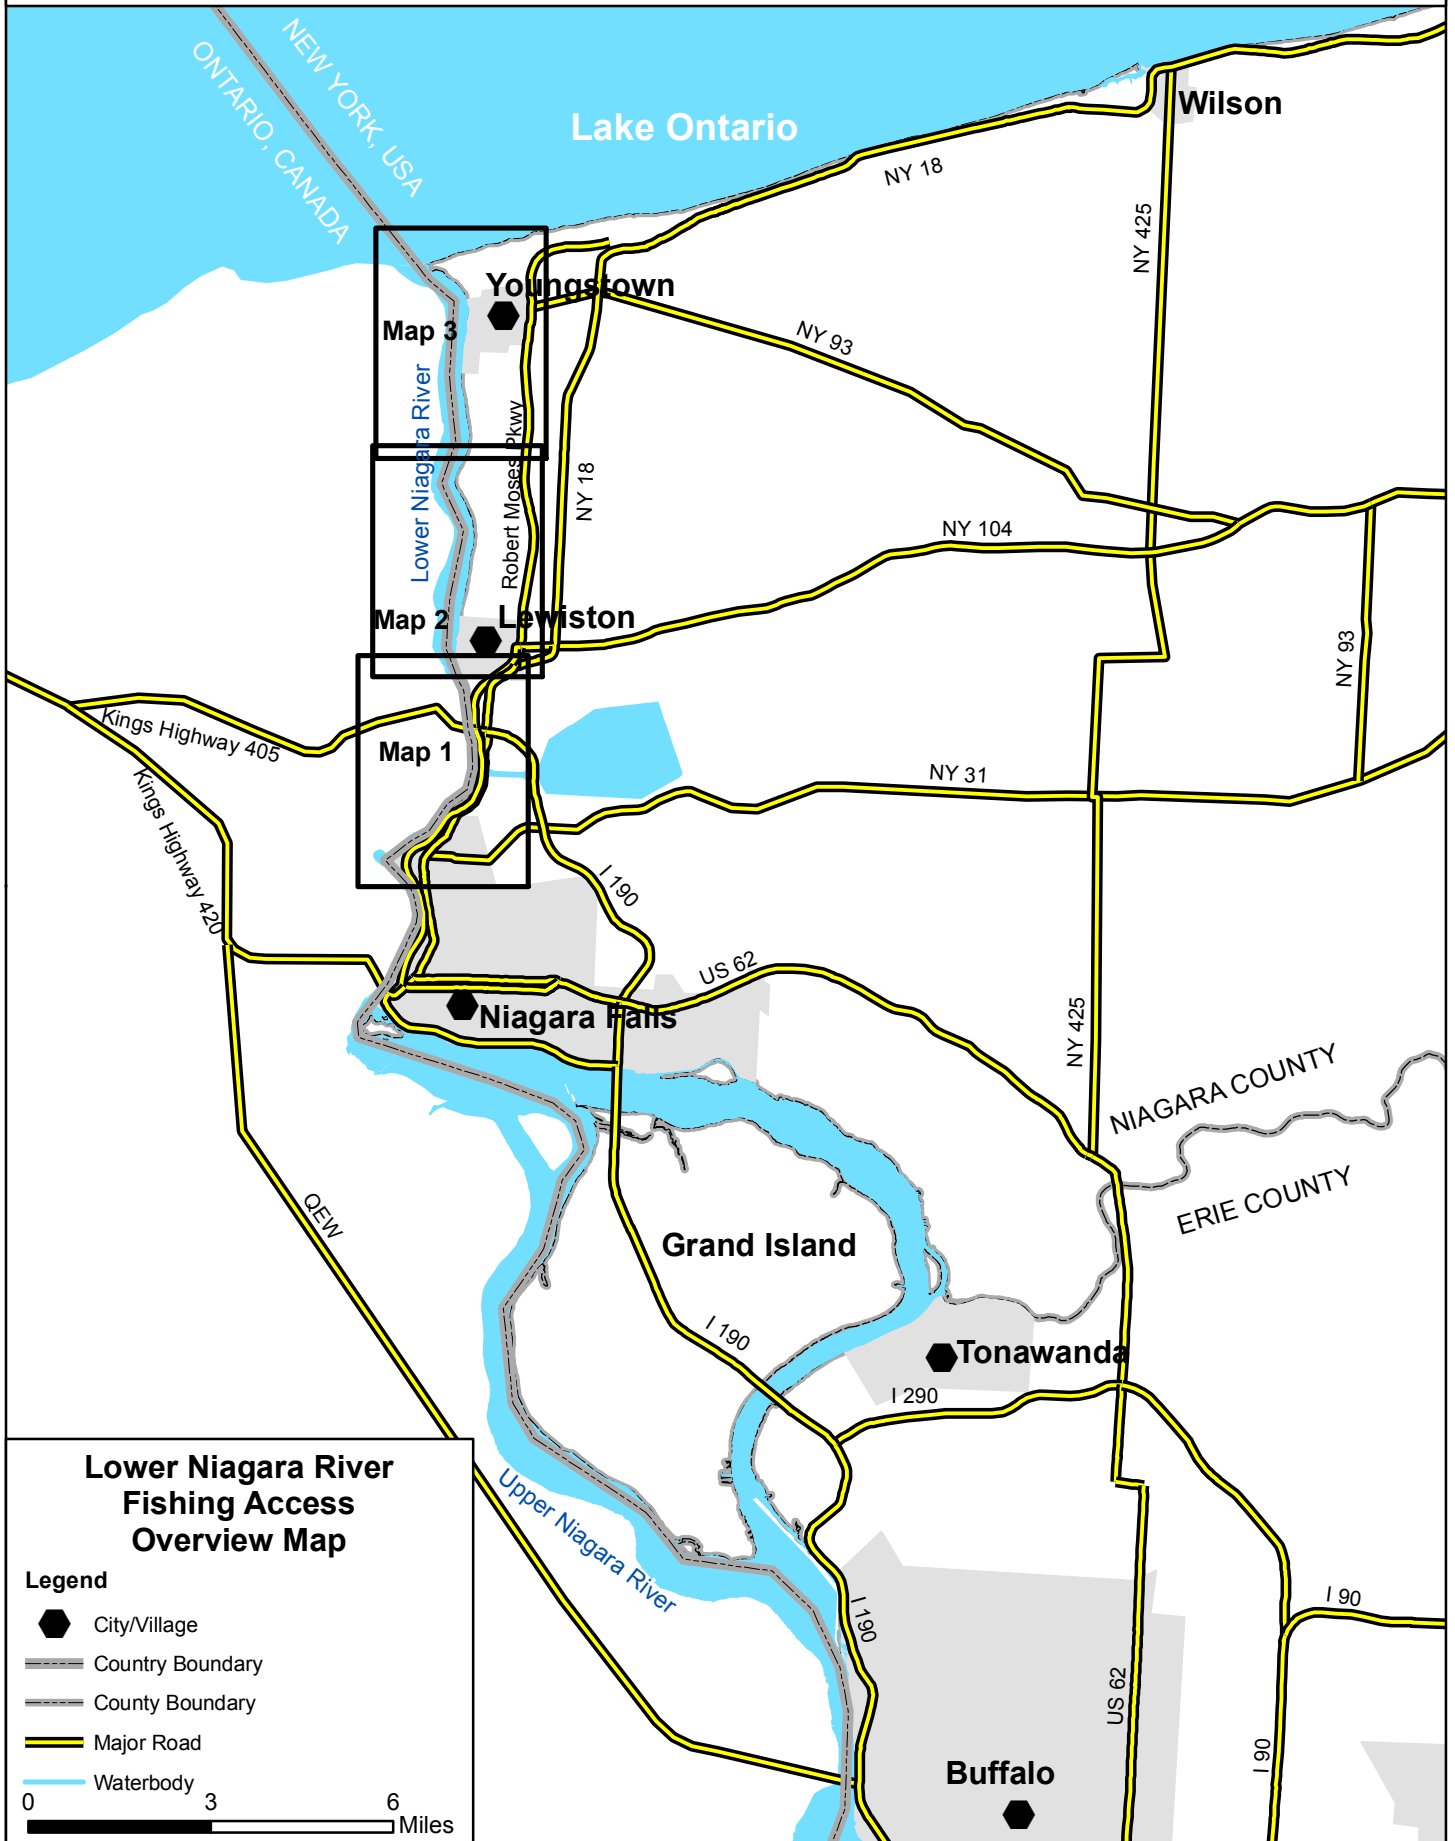 NEW YORK, USA
ONTARIO, CANADA
Lake Ontario
Wilson
NY 18
NY 425
Youngstown
Map 3
NY 93
Lower Niagara River
Robert Moses Pkwy
NY 18
NY 104
Map 2
Lewiston
NY 93
Kings Highway 405
Map 1
NY 31
Kings Highway 420
I 190
US 62
Niagara Falls
NY 425
NIAGARA COUNTY
ERIE COUNTY
QEW
Grand Island
I 190
Tonawanda
I 290
Upper Niagara River
I 190
I 90
US 62
I 90
Buffalo
Lower Niagara River
Fishing Access
Overview Map
Legend
City/Village
Country Boundary
County Boundary
Major Road
Waterbody
0 3 6
Miles